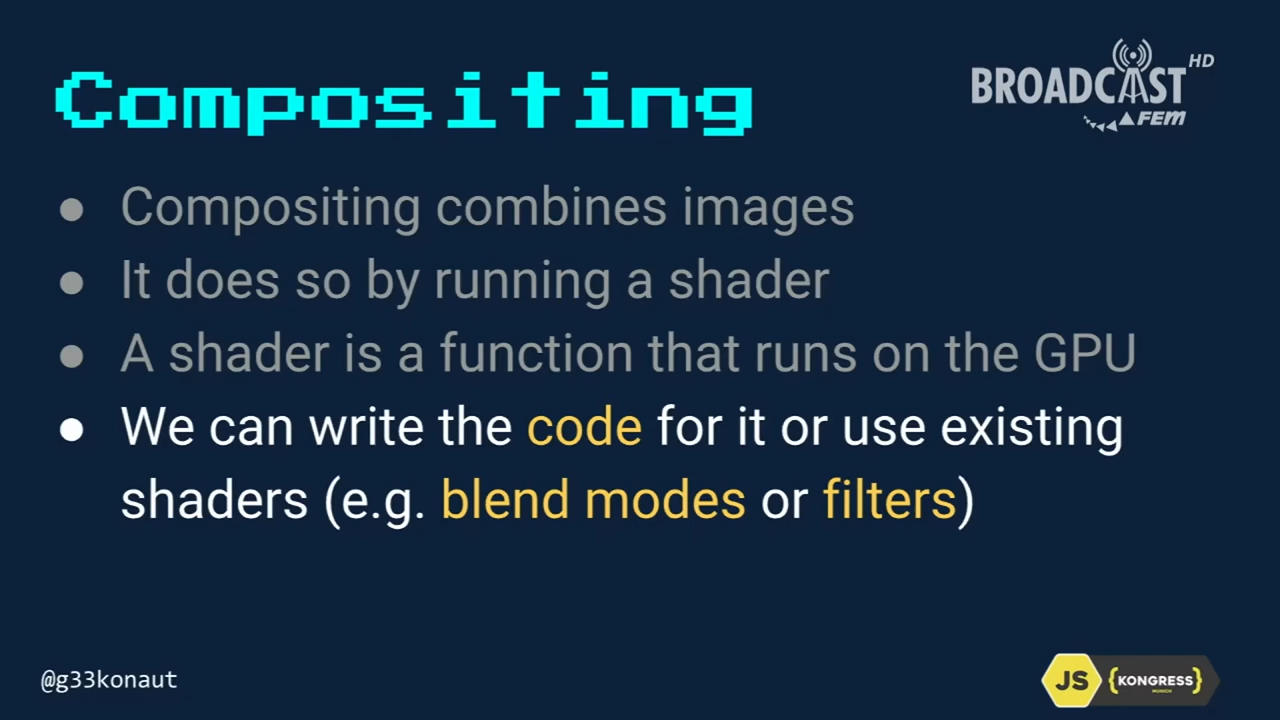 Compositing
BROADCAST HD
FEM
● Compositing combines images
● It does so by running a shader
● A shader is a function that runs on the GPU
● We can write the code for it or use existing
shaders (e.g. blend modes or filters)
@g33konaut
JS {KONGRESS}
MUNICH